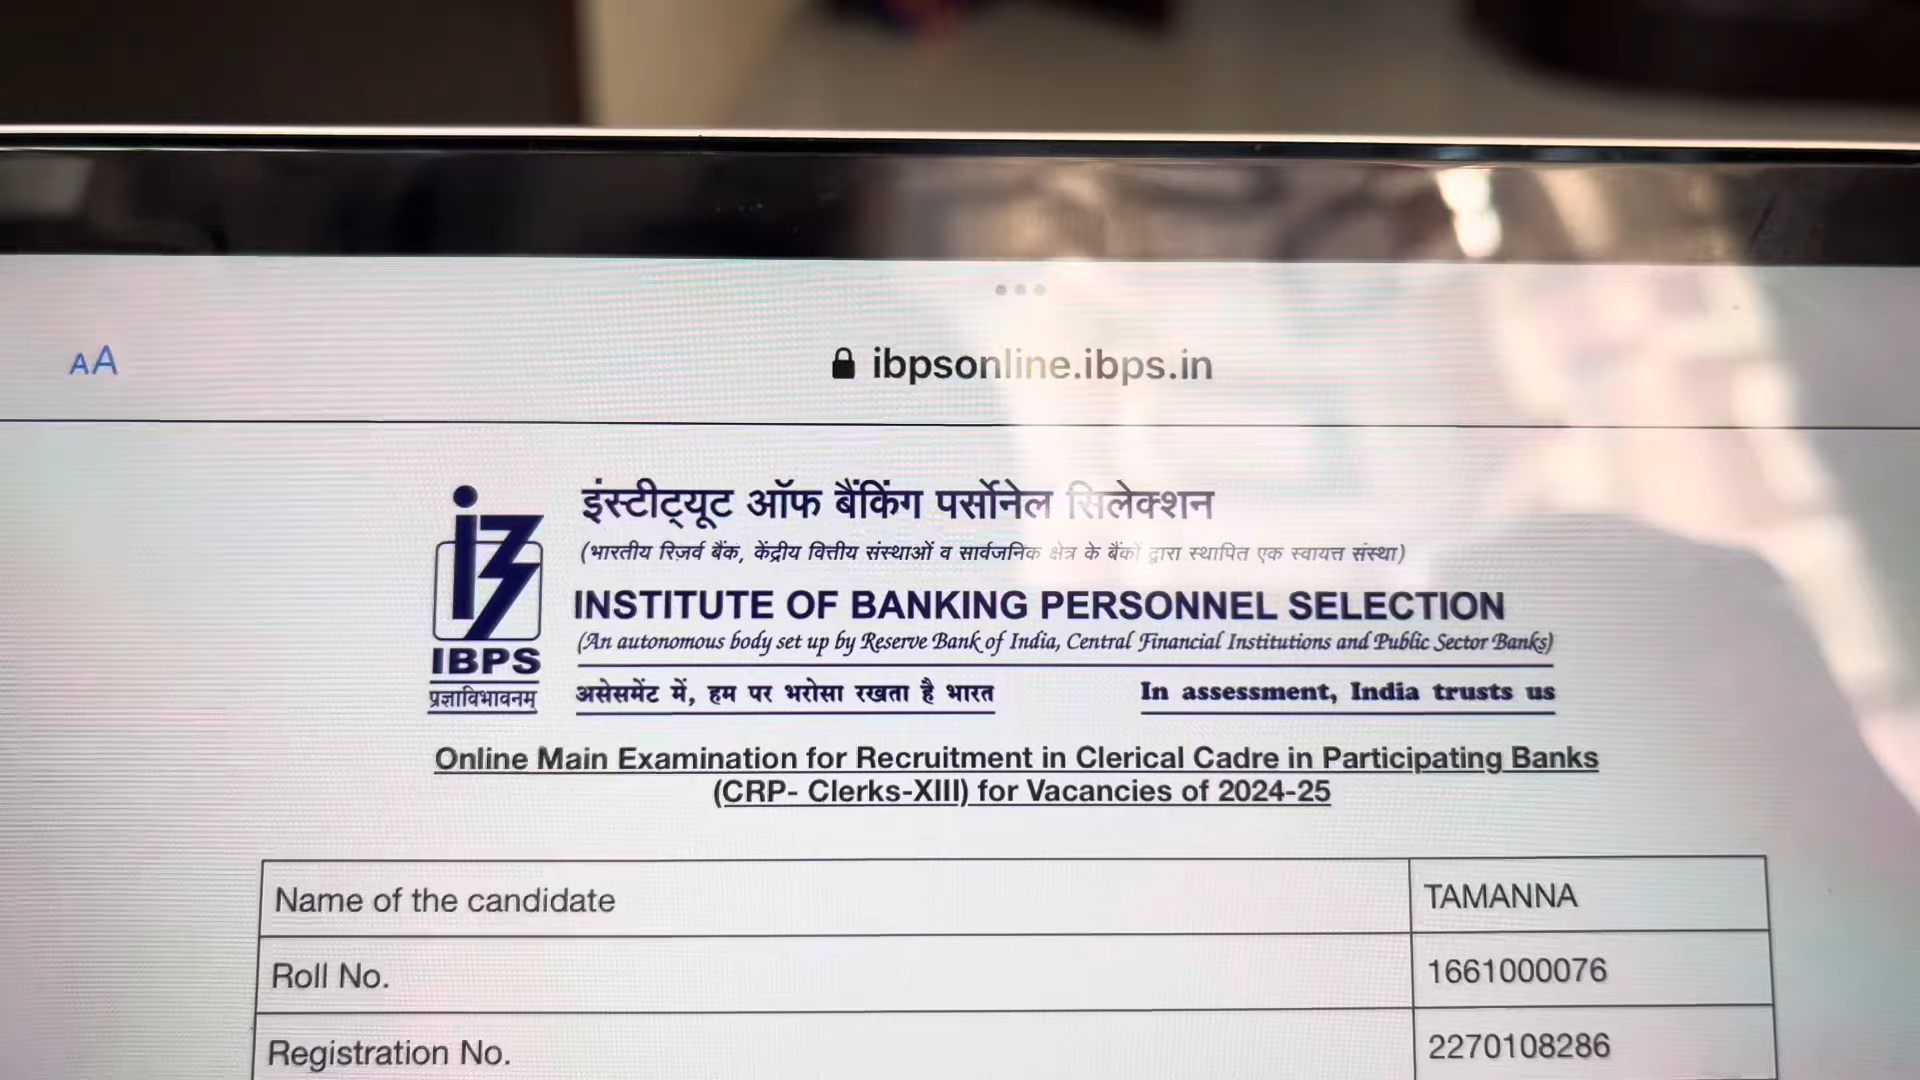 AA
ibpsonline.ibps.in
इंस्टीट्यूट ऑफ बैंकिंग पर्सोनेल सिलेक्शन
(भारतीय रिज़र्व बैंक, केंद्रीय वित्तीय संस्थाओं व सार्वजनिक क्षेत्र के बैंकों द्वारा स्थापित एक स्वायत्त संस्था)
INSTITUTE OF BANKING PERSONNEL SELECTION
(An autonomous body set up by Reserve Bank of India, Central Financial Institutions and Public Sector Banks)
IBPS
प्रज्ञाविभावनम्
असेसमेंट में, हम पर भरोसा रखता है भारत In assessment, India trusts us
Online Main Examination for Recruitment in Clerical Cadre in Participating Banks
(CRP- Clerks-XIII) for Vacancies of 2024-25
Name of the candidate TAMANNA
Roll No. 1661000076
Registration No. 2270108286